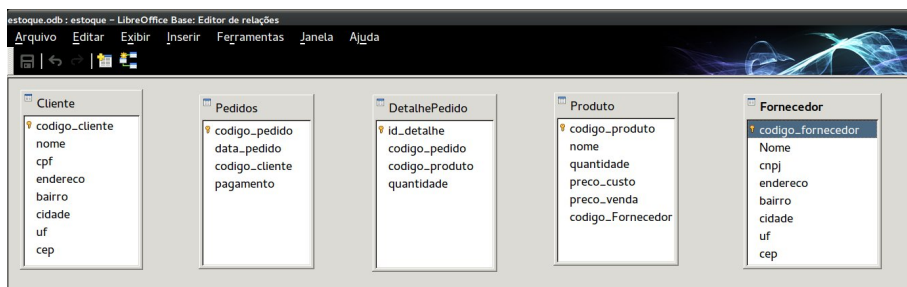 estoque.odb : estoque – LibreOffice Base: Editor de relações
Arquivo Editar Exibir Inserir Ferramentas Janela Ajuda
Cliente
codigo_cliente
nome
cpf
endereco
bairro
cidade
uf
cep
Pedidos
codigo_pedido
data_pedido
codigo_cliente
pagamento
DetalhePedido
id_detalhe
codigo_pedido
codigo_produto
quantidade
Produto
codigo_produto
nome
quantidade
preco_custo
preco_venda
codigo_Fornecedor
Fornecedor
codigo_fornecedor
Nome
cnpj
endereco
bairro
cidade
uf
cep